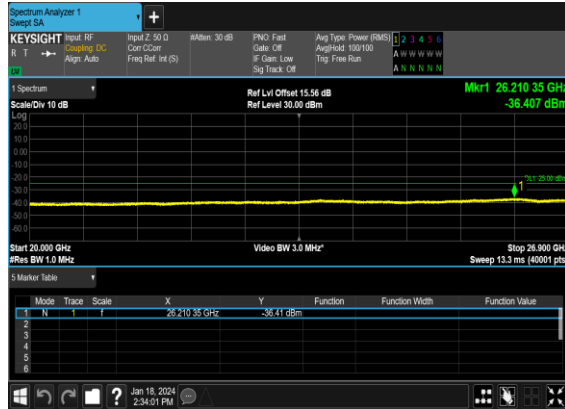 Spectrum Analyzer 1
Swept SA
KEYSIGHT Input: RF Input Z: 50 Ω #Atten: 30 dB PNO: Fast Avg Type: Power (RMS) 1 2 3 4 5 6
R T Coupling: DC Corr CCorr Gate: Off Avg|Hold: 100/100 A W W W W W
Align: Auto Freq Ref: Int (S) IF Gain: Low Trig: Free Run
Sig Track: Off A N N N N N
1 Spectrum Ref Lvl Offset 15.56 dB Mkr1 26.210 35 GHz
Scale/Div 10 dB Ref Level 30.00 dBm -36.407 dBm
Log
20.0
10.0
0.00
-10.0
-20.0 DL1 -25.00 dBm
1
-30.0
-40.0
-50.0
-60.0
Start 20.000 GHz Video BW 3.0 MHz* Stop 26.900 GHz
#Res BW 1.0 MHz Sweep 13.3 ms (40001 pts)
5 Marker Table
Mode Trace Scale X Y Function Function Width Function Value
1 N 1 f 26.210 35 GHz -36.41 dBm
2
3
4
5
6
? Jan 18, 2024
2:34:01 PM